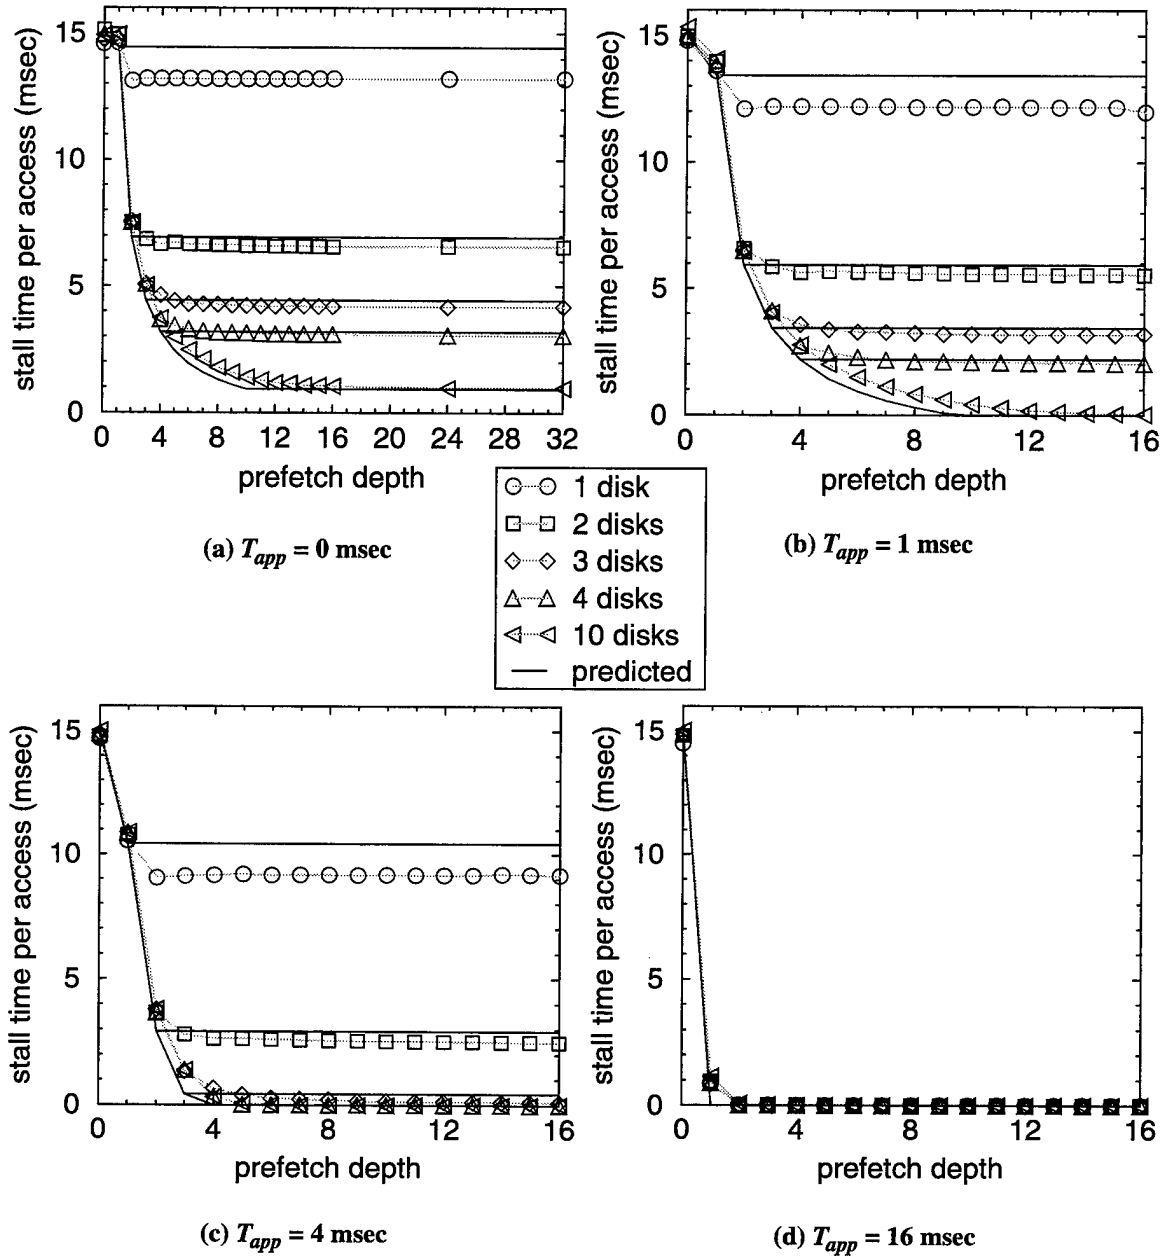 stall time per access (msec)
15
10
5
0
0 4 8 12 16 20 24 28 32
prefetch depth
(a) T_app = 0 msec
stall time per access (msec)
15
10
5
0
0 4 8 12 16
prefetch depth
(b) T_app = 1 msec
1 disk
2 disks
3 disks
4 disks
10 disks
predicted
stall time per access (msec)
15
10
5
0
0 4 8 12 16
prefetch depth
(c) T_app = 4 msec
stall time per access (msec)
15
10
5
0
0 4 8 12 16
prefetch depth
(d) T_app = 16 msec